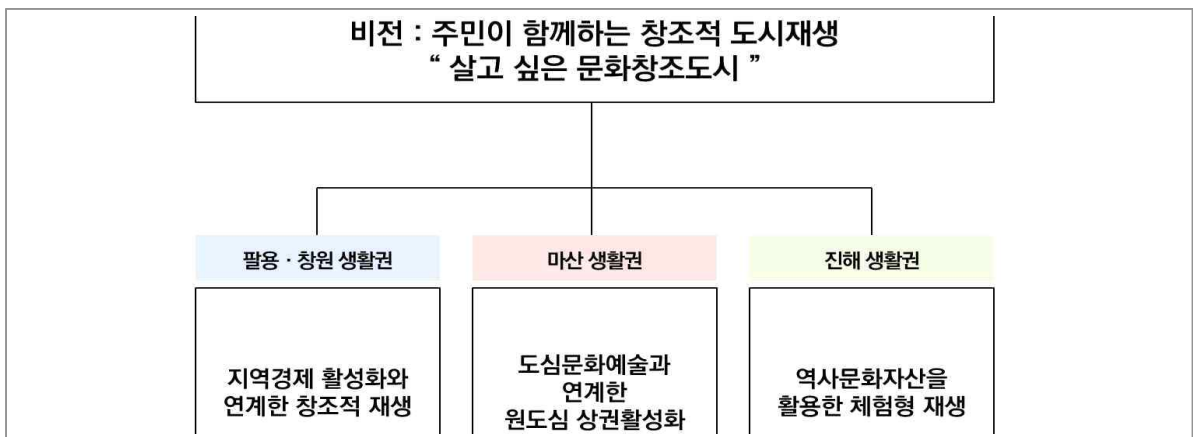 비전 : 주민이 함께하는 창조적 도시재생
“ 살고 싶은 문화창조도시 ”
팔용 · 창원 생활권
마산 생활권
진해 생활권
지역경제 활성화와
연계한 창조적 재생
도심문화예술과
연계한
원도심 상권활성화
역사문화자산을
활용한 체험형 재생